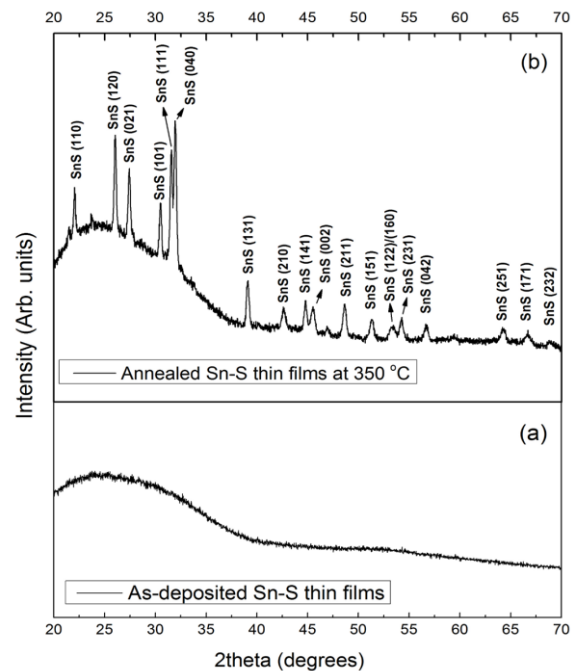 20 25 30 35 40 45 50 55 60 65 70
(b)
SnS (110)
SnS (120)
SnS (021)
SnS (101)
SnS (111)
SnS (040)
SnS (131)
SnS (210)
SnS (141)
SnS (002)
SnS (211)
SnS (151)
SnS (122)/(160)
SnS (231)
SnS (042)
SnS (251)
SnS (171)
SnS (232)
Annealed Sn-S thin films at 350 °C
Intensity (Arb. units)
(a)
As-deposited Sn-S thin films
20 25 30 35 40 45 50 55 60 65 70
2theta (degrees)